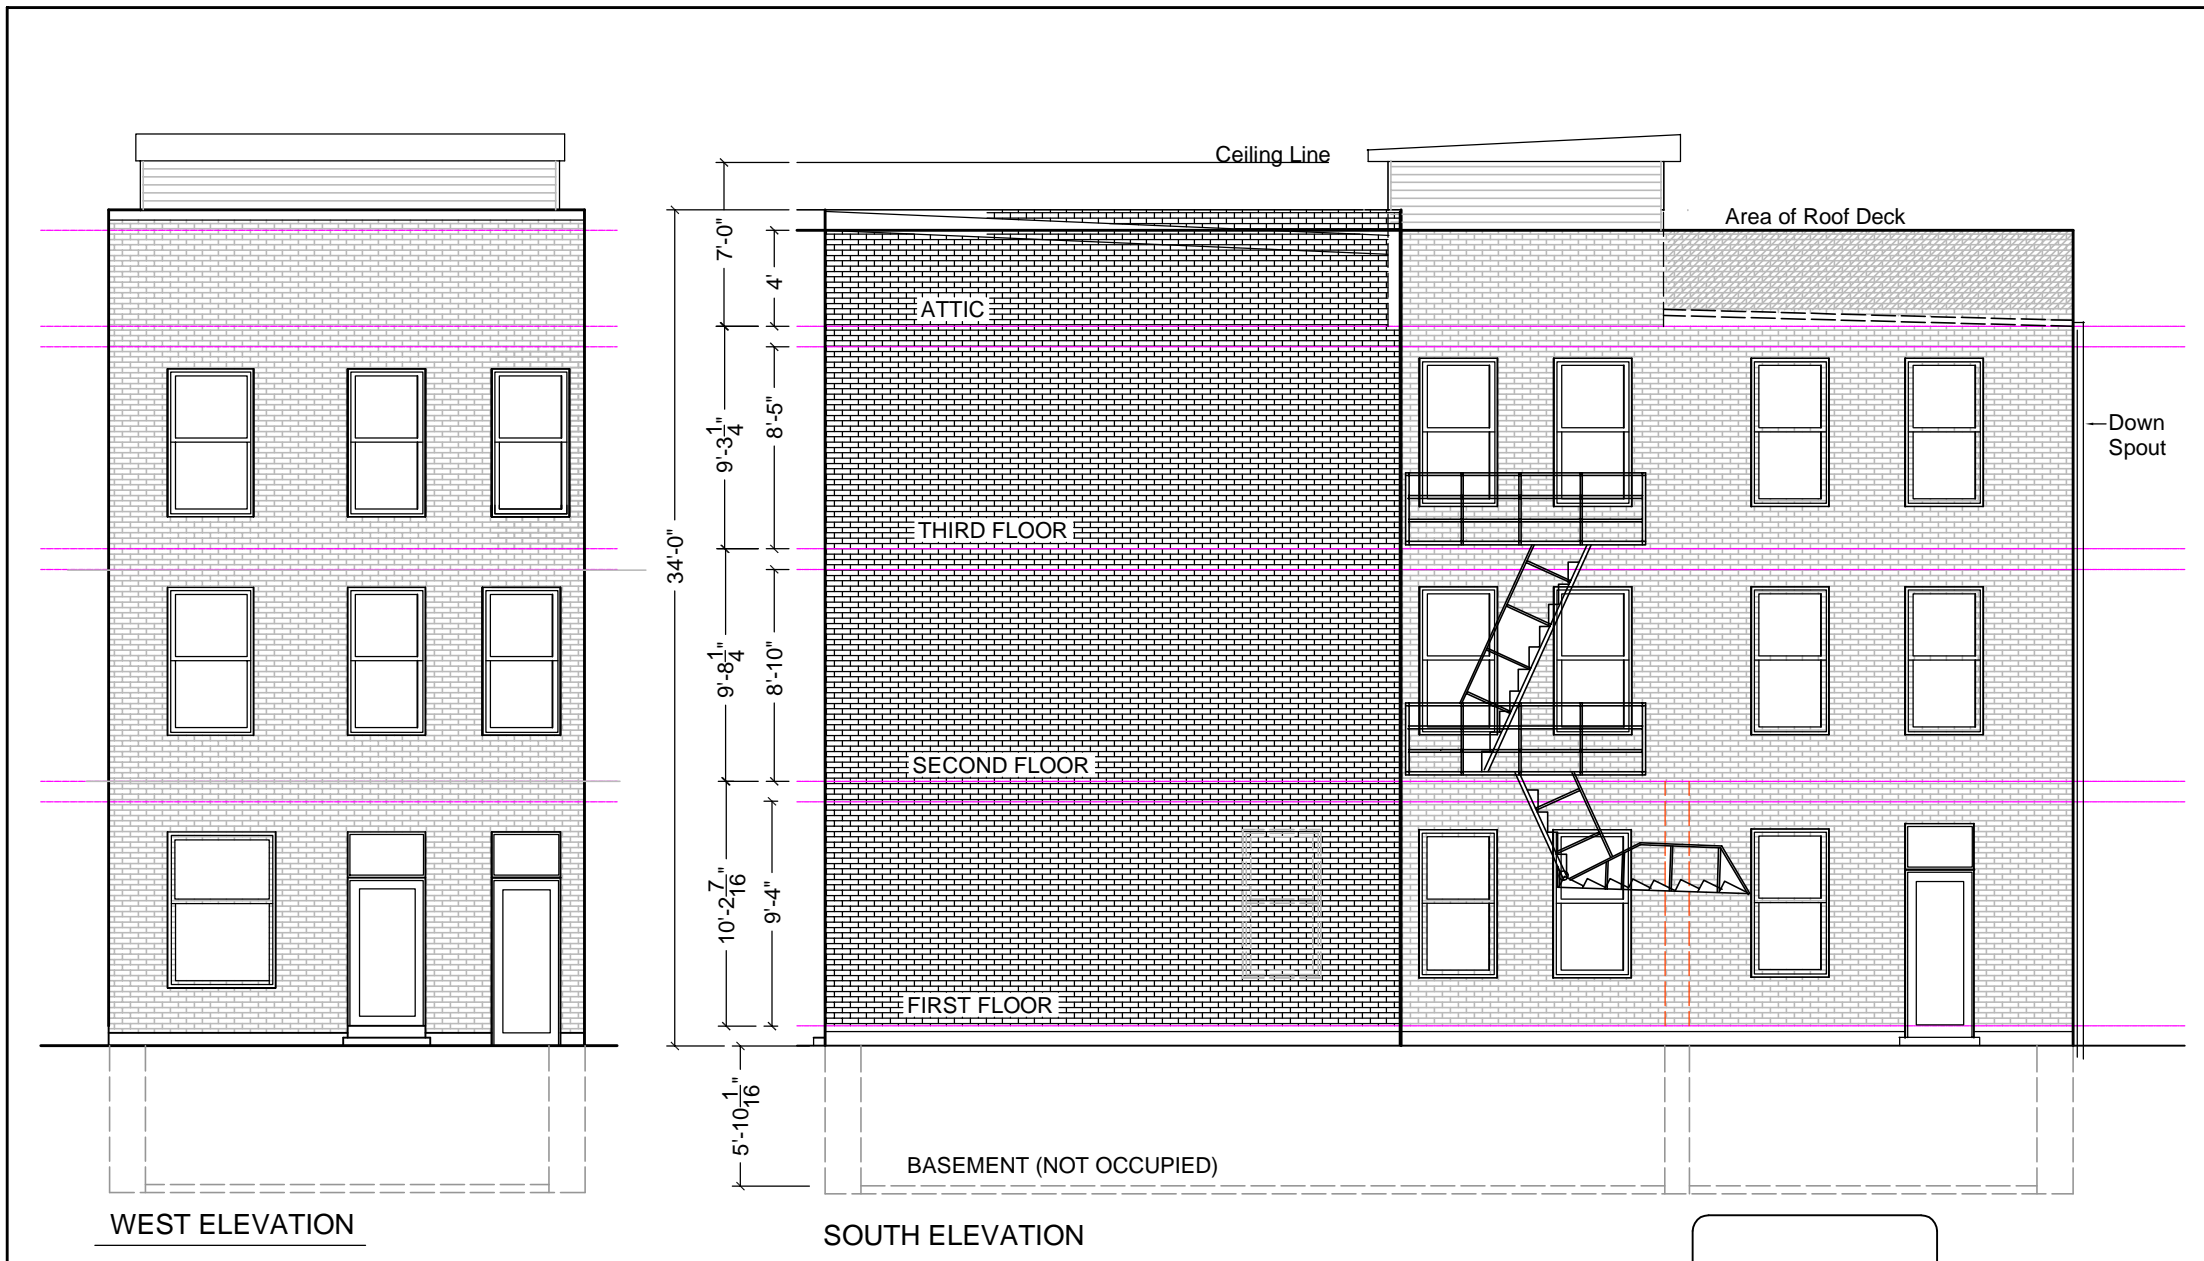 Ceiling Line
Area of Roof Deck
7'-0"
4'
ATTIC
9'-3 1/4"
8'-5"
Down
Spout
THIRD FLOOR
34'-0"
9'-8 1/4"
8'-10"
SECOND FLOOR
10'-2 7/16"
9'-4"
FIRST FLOOR
5'-10 1/16"
BASEMENT (NOT OCCUPIED)
WEST ELEVATION
SOUTH ELEVATION